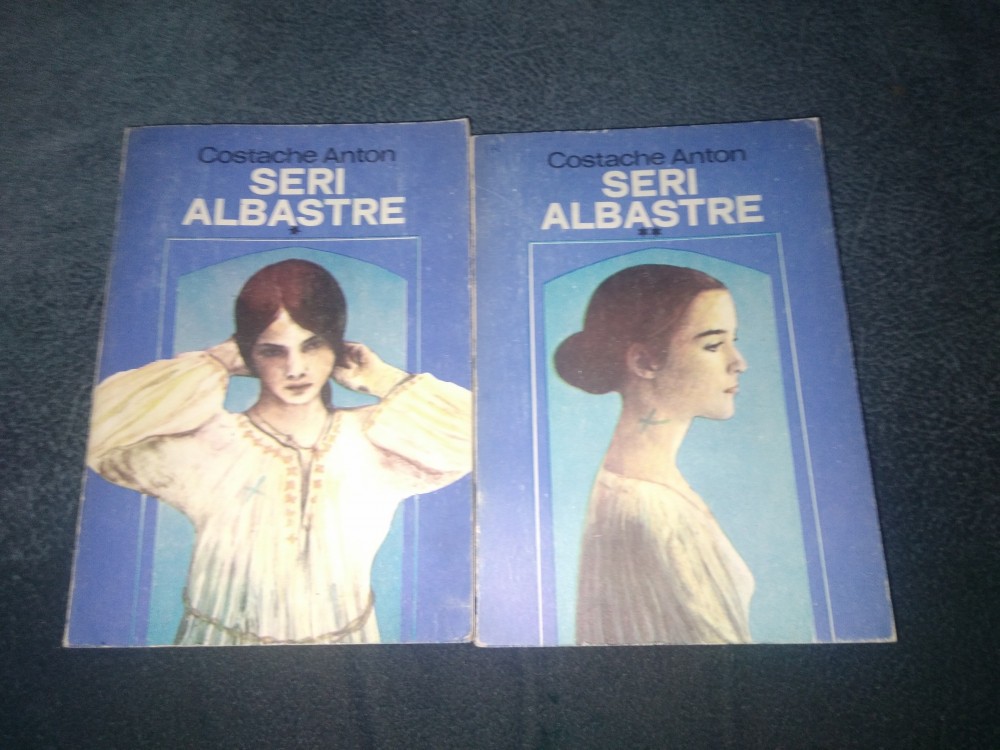 Costache Anton
SERI
ALBASTRE
*
Costache Anton
SERI
ALBASTRE
**